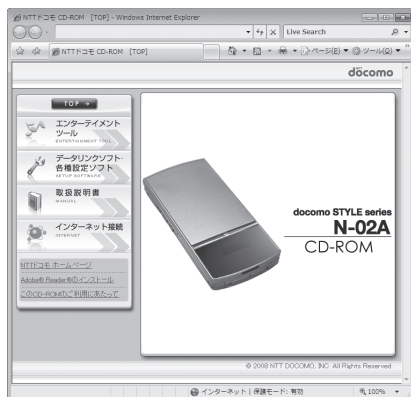 NTTドコモ CD-ROM [TOP] - Windows Internet Explorer
Live Search
NTTドコモ CD-ROM [TOP]
ページ(P) ツール(O)
NTT
docomo
TOP →
エンターテイメント
ツール
ENTERTAINMENT TOOL
データリンクソフト・
各種設定ソフト
SETUP SOFTWARE
取扱説明書
MANUAL
インターネット接続
INTERNET
NTTドコモ ホームページ
Adobe® Reader®のインストール
このCD-ROMのご利用にあたって
docomo STYLE series
N-02A
CD-ROM
© 2008 NTT DOCOMO, INC. All Rights Reserved.
インターネット | 保護モード: 有効
100%